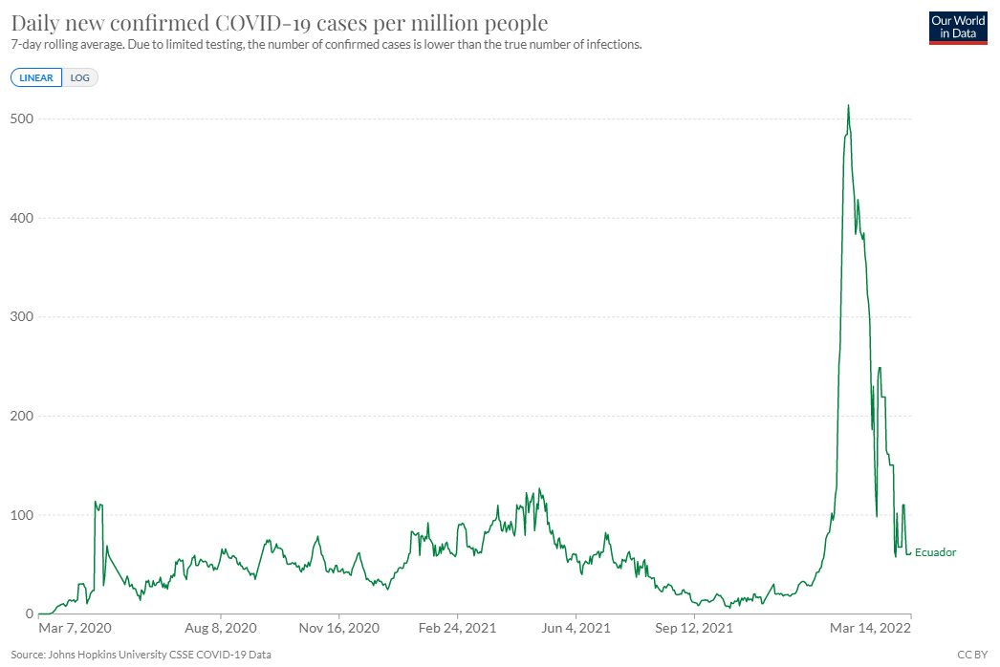 Daily new confirmed COVID-19 cases per million people
7-day rolling average. Due to limited testing, the number of confirmed cases is lower than the true number of infections.
Our World
in Data
LINEAR LOG
500
400
300
200
100
0
Ecuador
Mar 7, 2020 Aug 8, 2020 Nov 16, 2020 Feb 24, 2021 Jun 4, 2021 Sep 12, 2021 Mar 14, 2022
Source: Johns Hopkins University CSSE COVID-19 Data CC BY